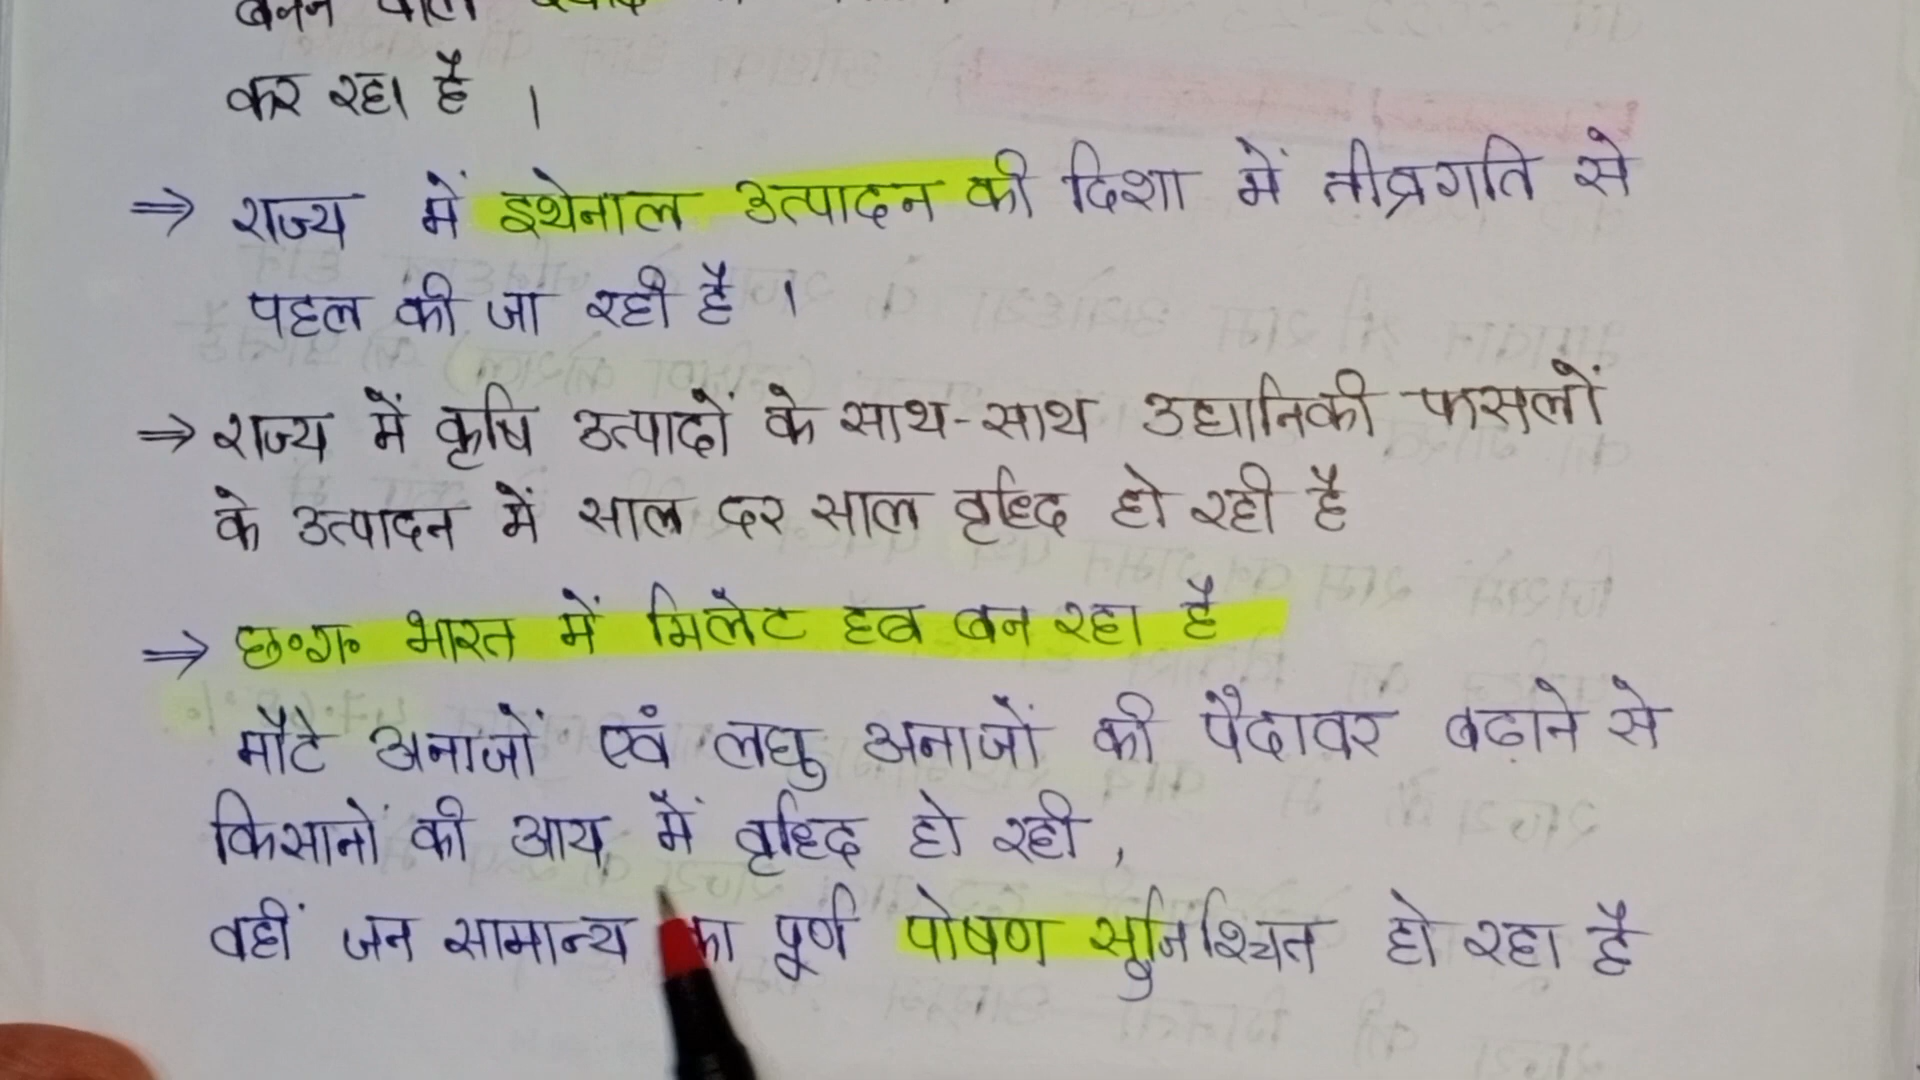 कर रहा है ।
⇒ राज्य में इथेनाल उत्पादन की दिशा में तीव्रगति से
पहल की जा रही है ।
⇒ राज्य में कृषि उत्पादों के साथ-साथ उद्यानिकी फसलों
के उत्पादन में साल दर साल वृद्धि हो रही है
⇒ छ॰ग॰ भारत में मिलेट हब बन रहा है
मौटे अनाजों एवं लघु अनाजों की पैदावर बढाने से
किसानों की आय में वृद्धि हो रही ,
वहीं जन सामान्य का पूर्ण पोषण सुनिश्चित हो रहा है